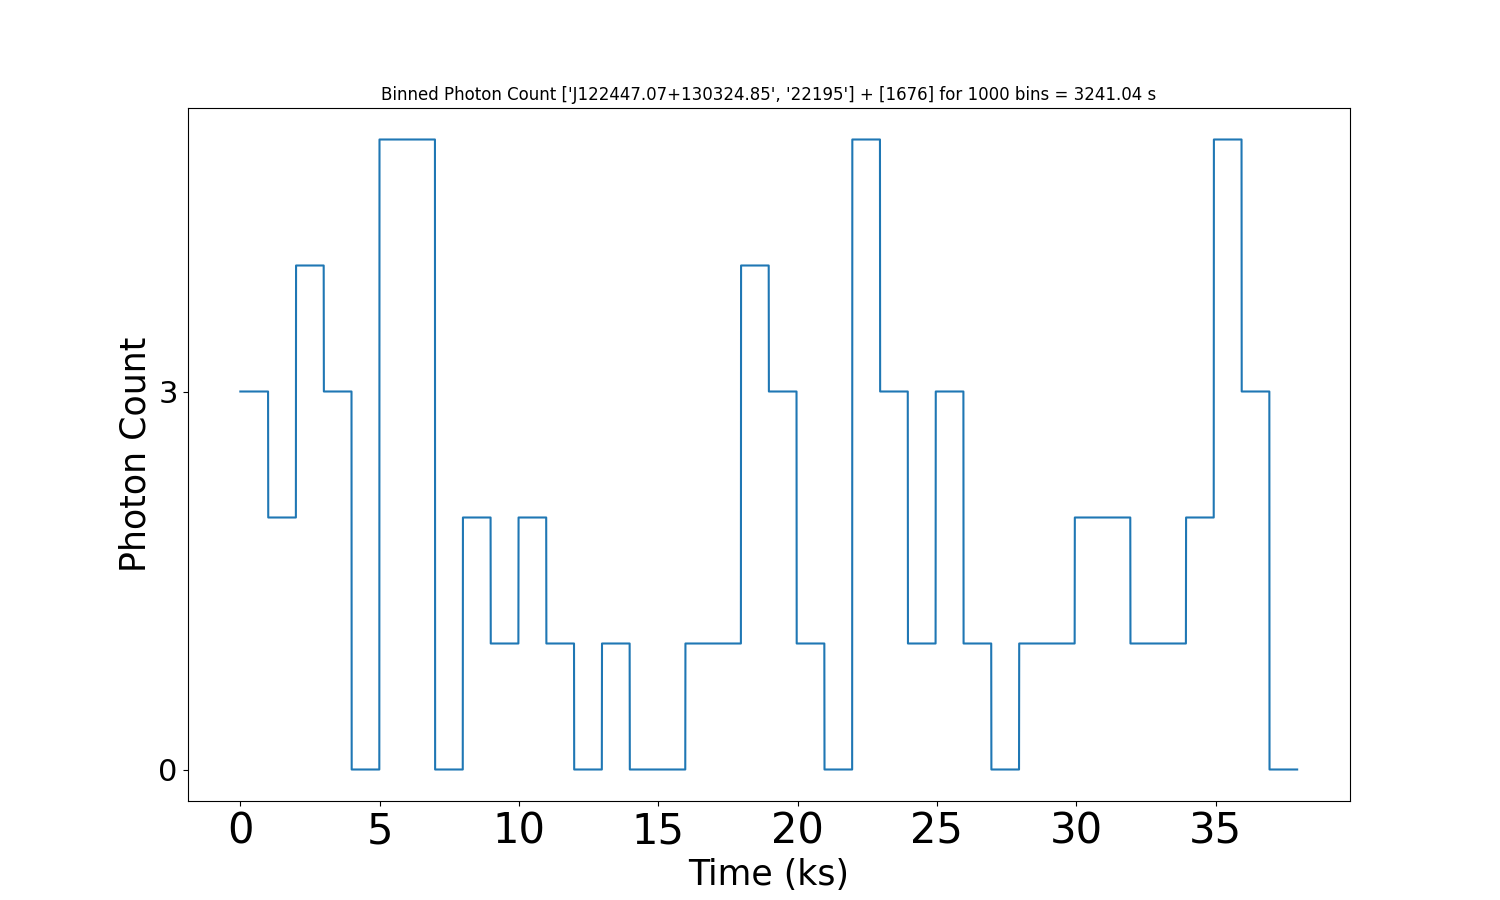 Binned Photon Count ['J122447.07+130324.85', '22195'] + [1676] for 1000 bins = 3241.04 s
Photon Count
3
0
0 5 10 15 20 25 30 35
Time (ks)